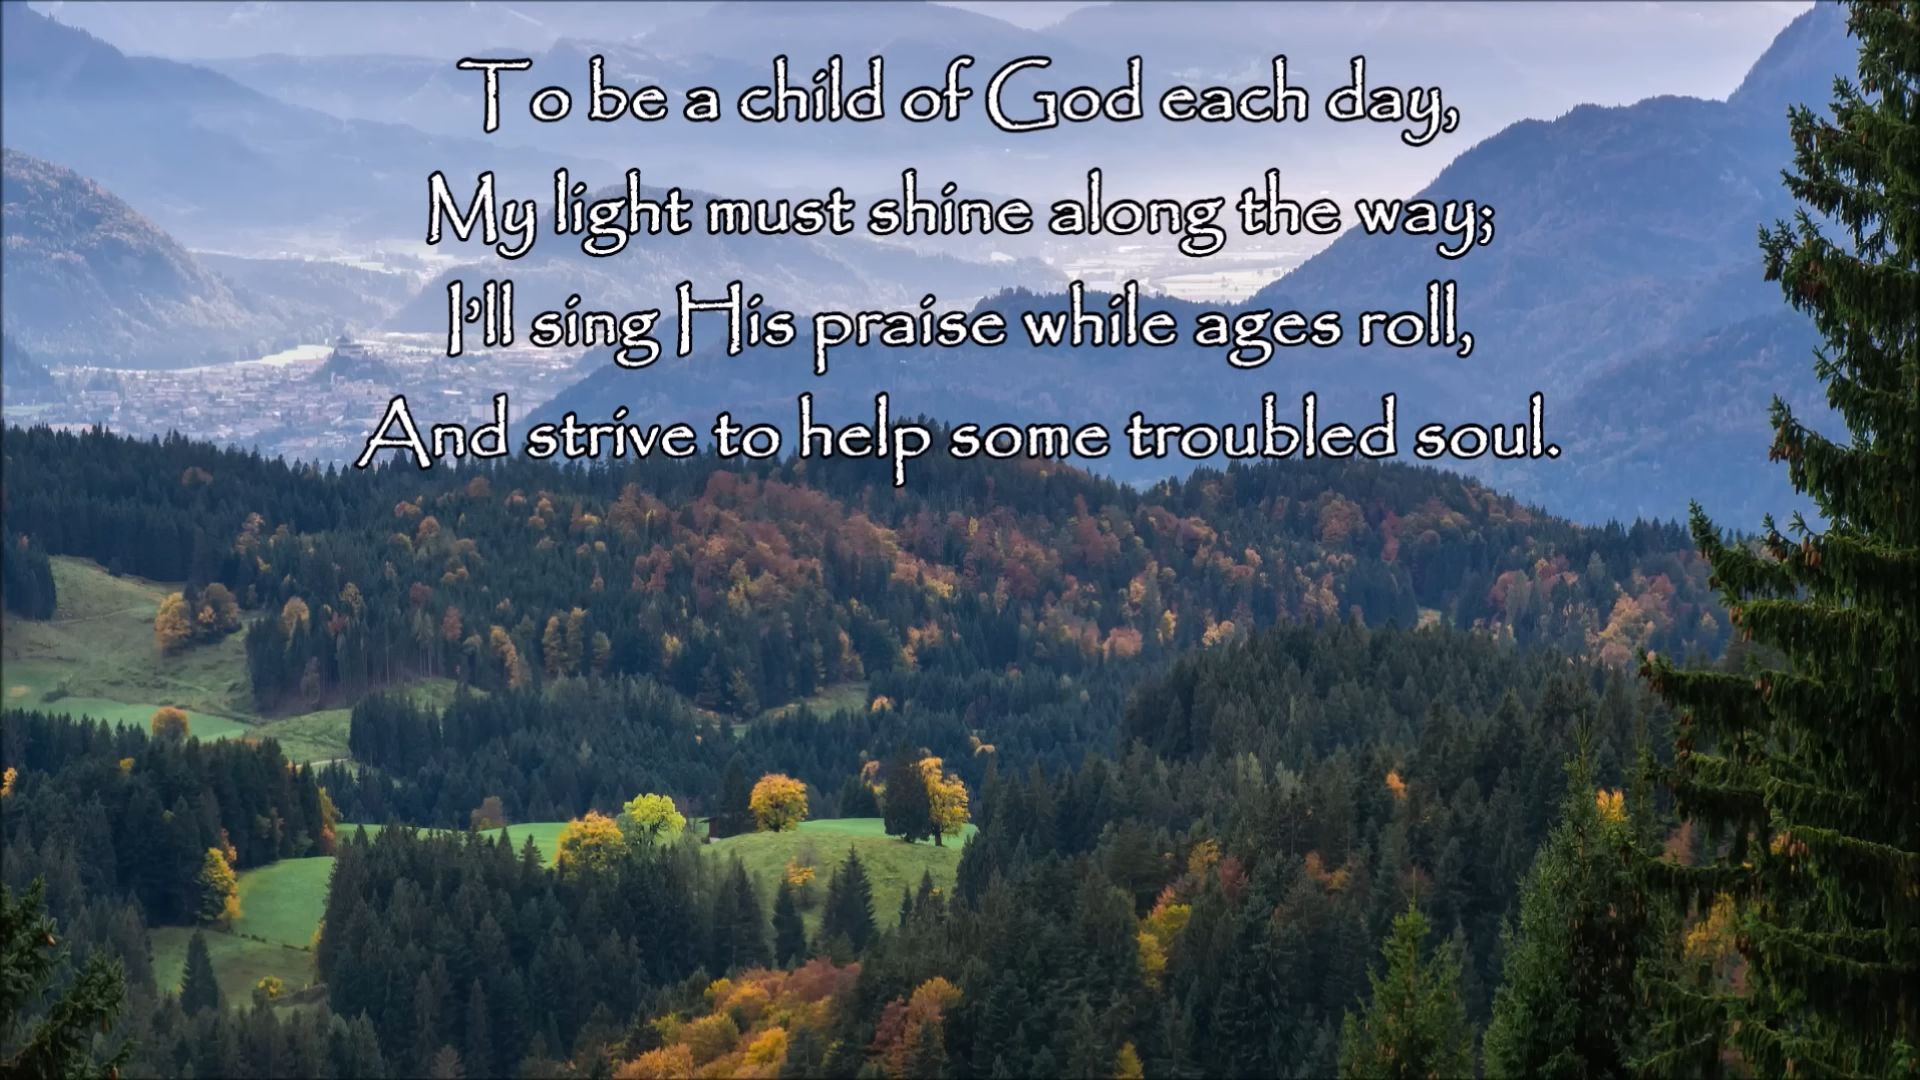 To be a child of God each day,
My light must shine along the way;
I'll sing His praise while ages roll,
And strive to help some troubled soul.